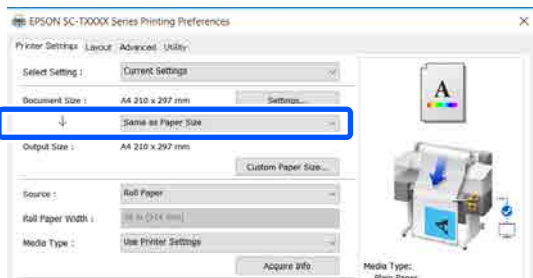 EPSON SC-TXXXX Series Printing Preferences
Printer Settings Layout Advanced Utility
Select Setting : Current Settings
Document Size : A4 210 x 297 mm Settings...
↓ Same as Paper Size
Output Size : A4 210 x 297 mm
Custom Paper Size...
Source : Roll Paper
Roll Paper Width :
Media Type : Use Printer Settings
Acquire Info
Media Type:
Plain Paper
A
A